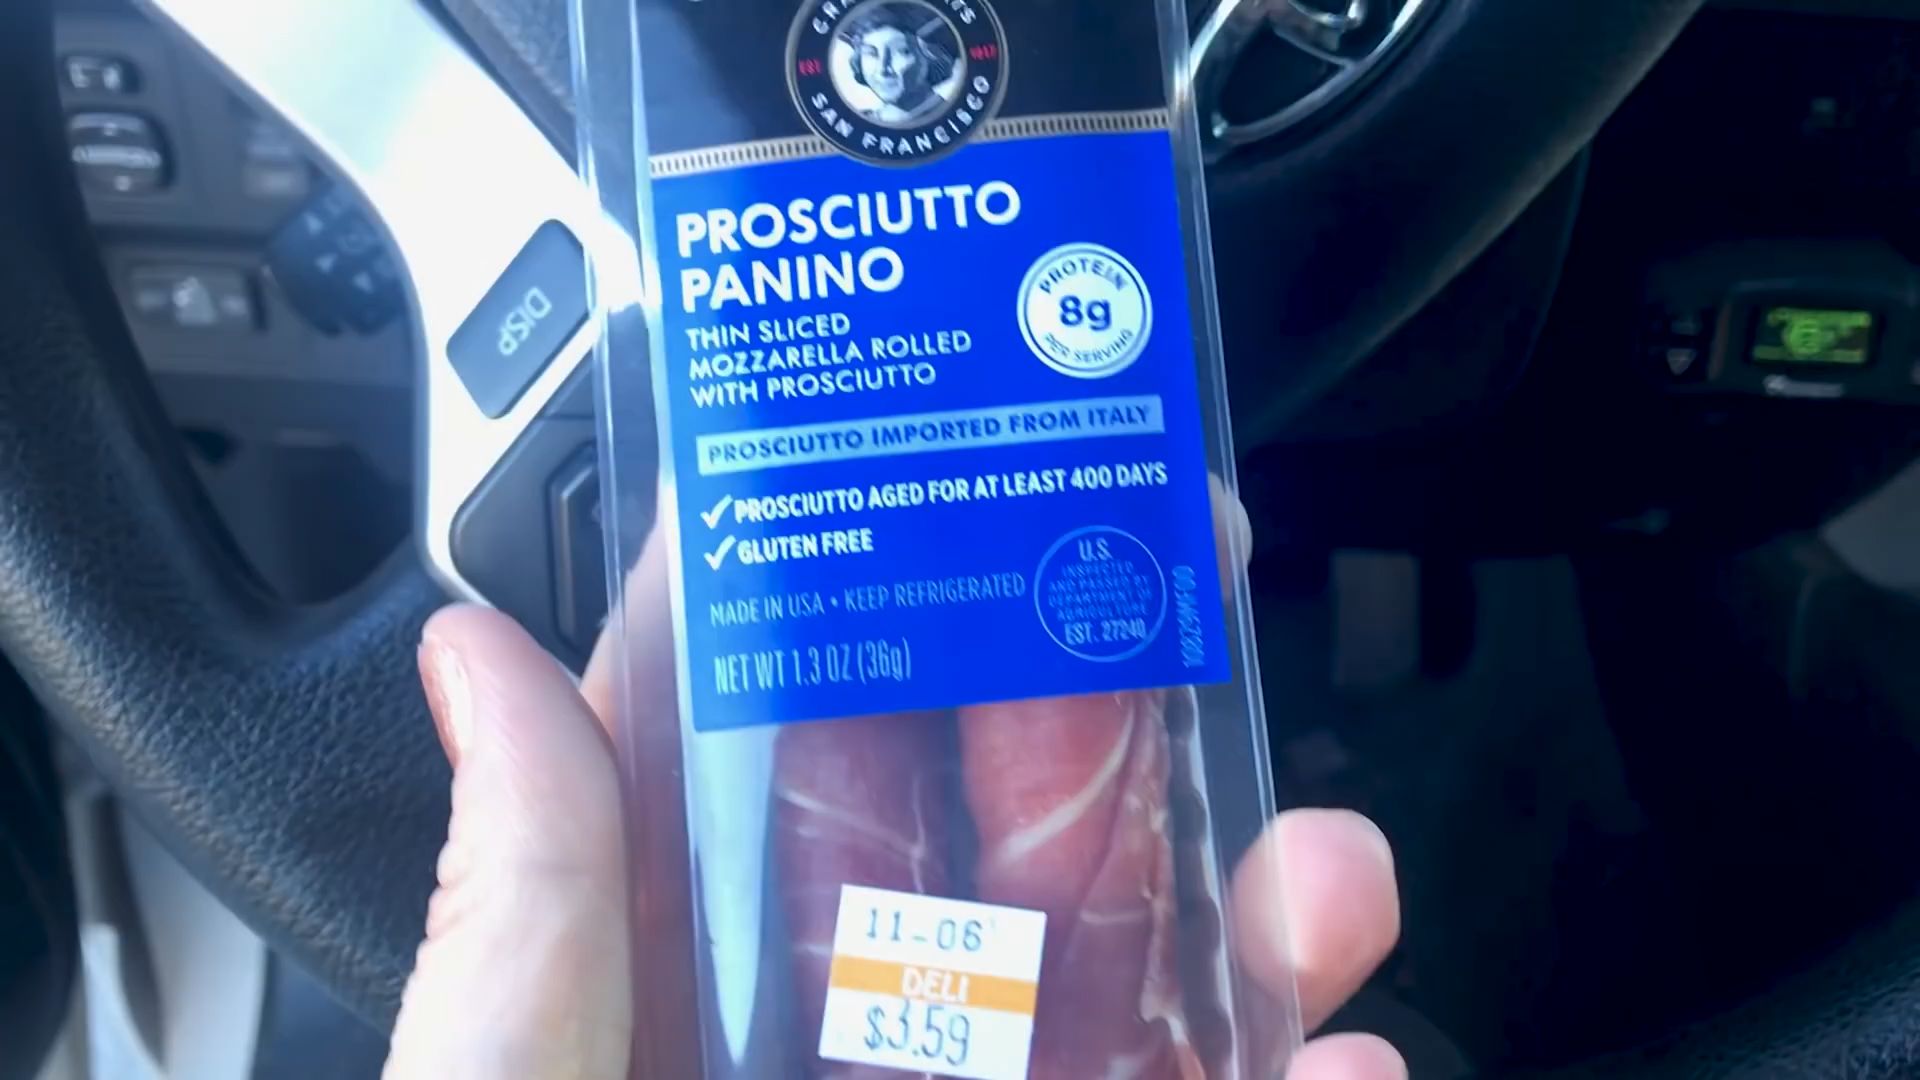 EST. 1917
SAN FRANCISCO
PROSCIUTTO
PANINO
THIN SLICED
MOZZARELLA ROLLED
WITH PROSCIUTTO
PROTEIN
8g
PER SERVING
PROSCIUTTO IMPORTED FROM ITALY
PROSCIUTTO AGED FOR AT LEAST 400 DAYS
GLUTEN FREE
MADE IN USA • KEEP REFRIGERATED
NET WT 1.3 OZ (36g)
U.S.
INSPECTED
AND PASSED BY
DEPARTMENT OF
AGRICULTURE
EST. 27240
11-06
DELI
$3.59
DISP